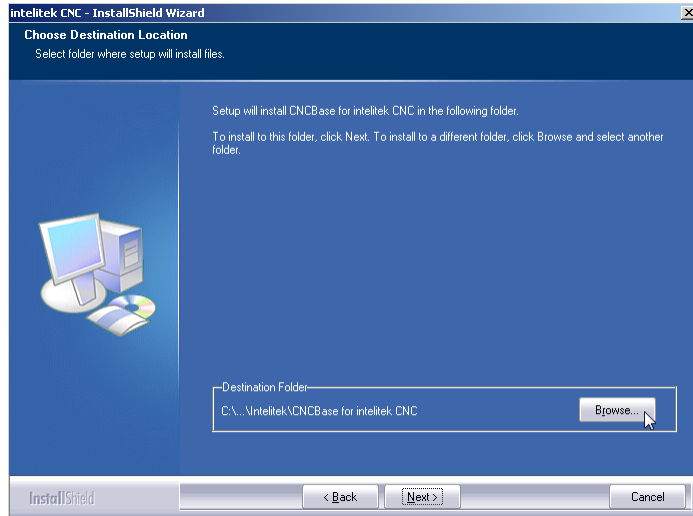 intelitek CNC - InstallShield Wizard
Choose Destination Location
Select folder where setup will install files.
Setup will install CNCBase for intelitek CNC in the following folder.
To install to this folder, click Next. To install to a different folder, click Browse and select another
folder.
Destination Folder
C:\...\Intelitek\CNCBase for intelitek CNC
Browse...
InstallShield
< Back
Next >
Cancel